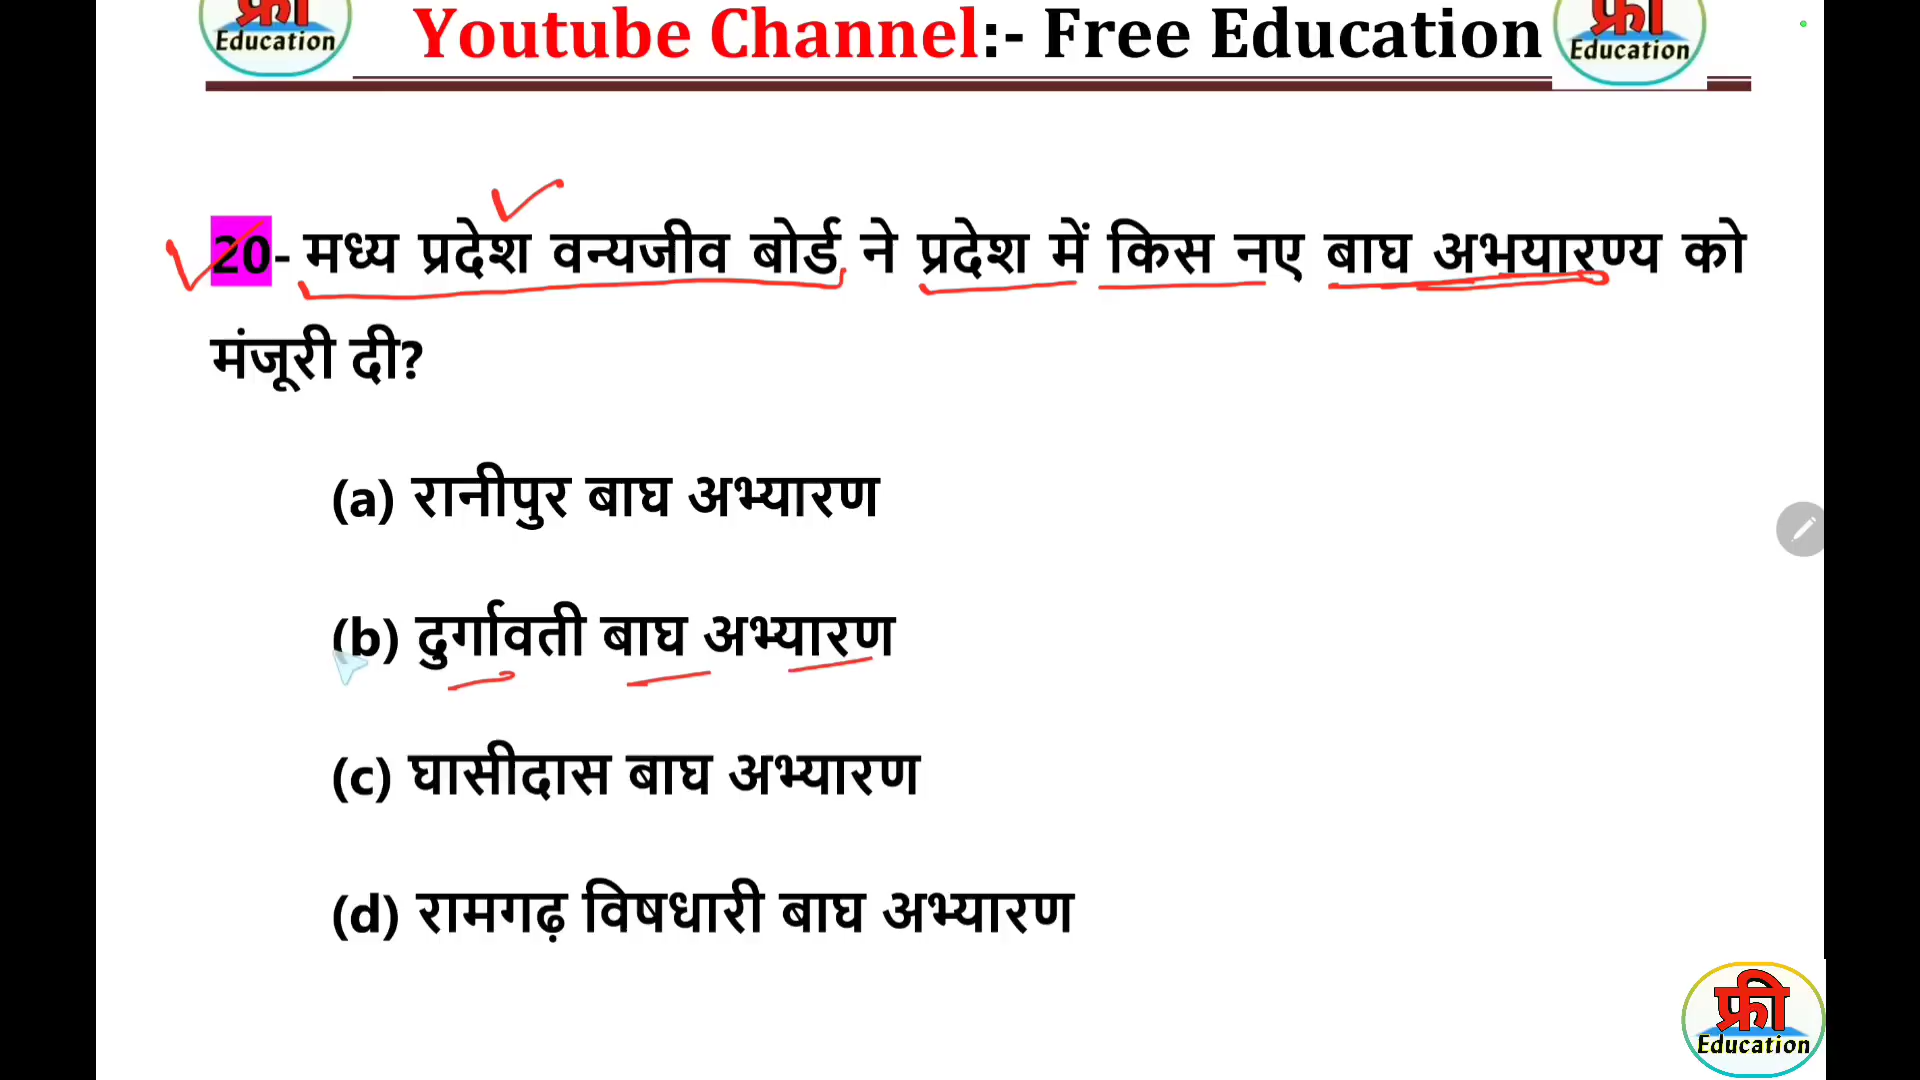 फ्री Education
Youtube Channel:- Free Education
फ्री Education
20- मध्य प्रदेश वन्यजीव बोर्ड ने प्रदेश में किस नए बाघ अभयारण्य को
मंजूरी दी?
(a) रानीपुर बाघ अभ्यारण
(b) दुर्गावती बाघ अभ्यारण
(c) घासीदास बाघ अभ्यारण
(d) रामगढ़ विषधारी बाघ अभ्यारण
फ्री
Education